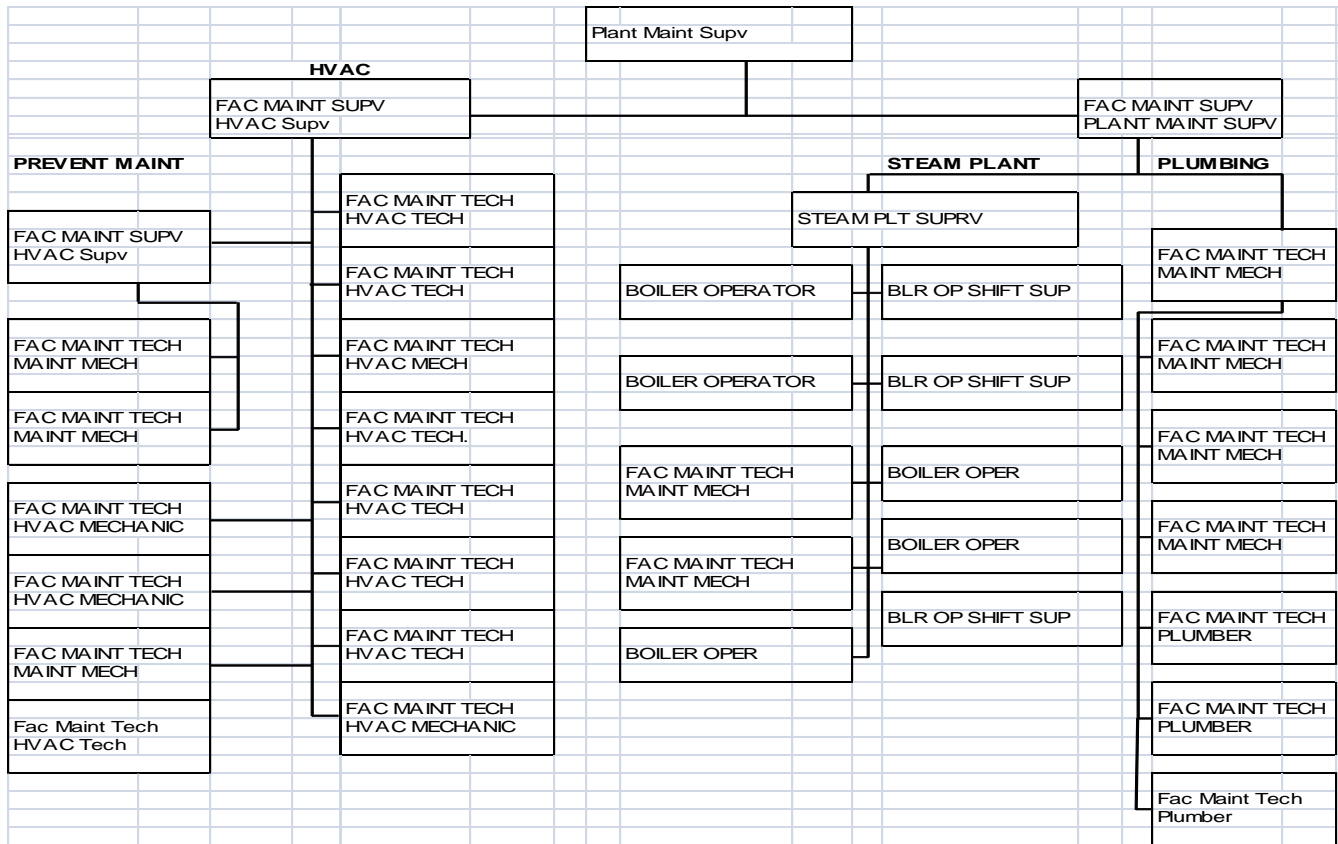 Plant Maint Supv
HVAC
FAC MAINT SUPV
HVAC Supv
FAC MAINT SUPV
PLANT MAINT SUPV
PREVENT MAINT
STEAM PLANT
PLUMBING
FAC MAINT SUPV
HVAC Supv
FAC MAINT TECH
MAINT MECH
FAC MAINT TECH
MAINT MECH
FAC MAINT TECH
HVAC MECHANIC
FAC MAINT TECH
HVAC MECHANIC
FAC MAINT TECH
MAINT MECH
Fac Maint Tech
HVAC Tech
FAC MAINT TECH
HVAC TECH
FAC MAINT TECH
HVAC TECH
FAC MAINT TECH
HVAC MECH
FAC MAINT TECH
HVAC TECH.
FAC MAINT TECH
HVAC TECH
FAC MAINT TECH
HVAC TECH
FAC MAINT TECH
HVAC TECH
FAC MAINT TECH
HVAC MECHANIC
STEAM PLT SUPRV
BOILER OPERATOR
BOILER OPERATOR
FAC MAINT TECH
MAINT MECH
FAC MAINT TECH
MAINT MECH
BOILER OPER
BLR OP SHIFT SUP
BLR OP SHIFT SUP
BOILER OPER
BOILER OPER
BLR OP SHIFT SUP
FAC MAINT TECH
MAINT MECH
FAC MAINT TECH
MAINT MECH
FAC MAINT TECH
MAINT MECH
FAC MAINT TECH
MAINT MECH
FAC MAINT TECH
PLUMBER
FAC MAINT TECH
PLUMBER
Fac Maint Tech
Plumber